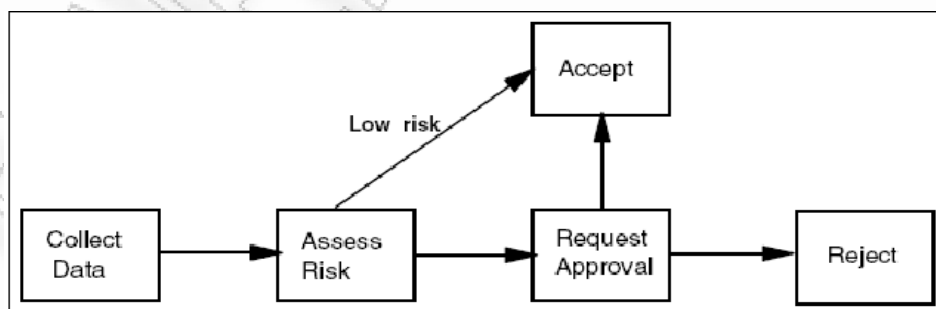 Accept
Low risk
Collect
Data
Assess
Risk
Request
Approval
Reject